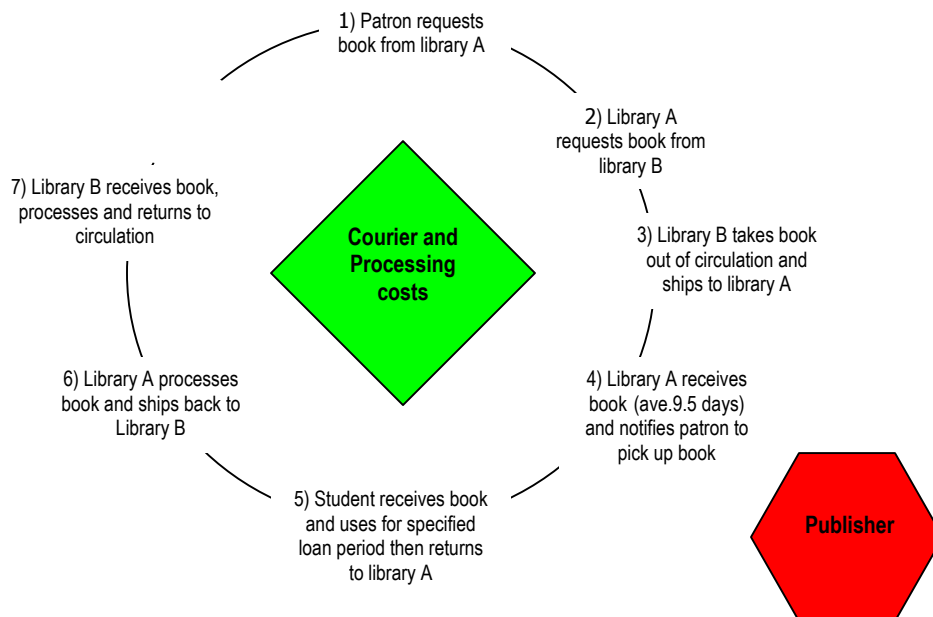 1) Patron requests
book from library A
2) Library A
requests book from
library B
3) Library B takes book
out of circulation and
ships to library A
4) Library A receives
book (ave.9.5 days)
and notifies patron to
pick up book
5) Student receives book
and uses for specified
loan period then returns
to library A
6) Library A processes
book and ships back to
Library B
7) Library B receives book,
processes and returns to
circulation
Courier and
Processing
costs
Publisher